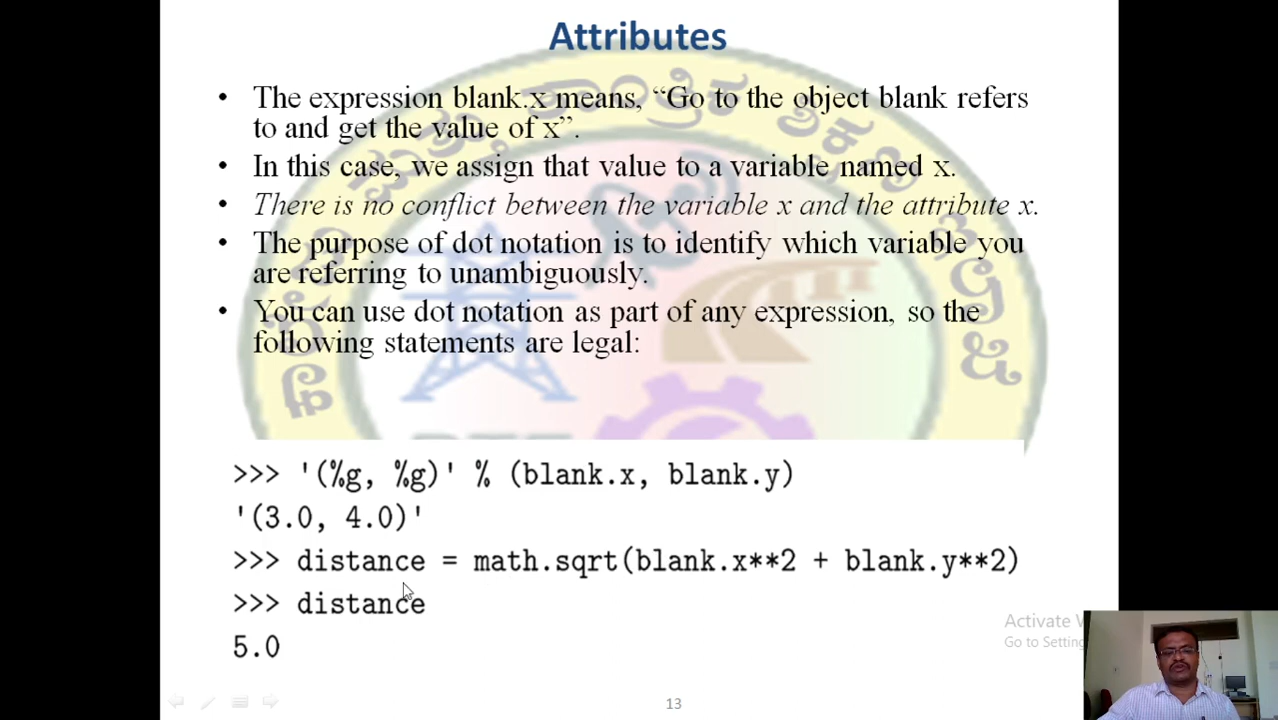 Attributes
• The expression blank.x means, “Go to the object blank refers
to and get the value of x”.
• In this case, we assign that value to a variable named x.
• There is no conflict between the variable x and the attribute x.
• The purpose of dot notation is to identify which variable you
are referring to unambiguously.
• You can use dot notation as part of any expression, so the
following statements are legal:
>>> '(%g, %g)' % (blank.x, blank.y)
'(3.0, 4.0)'
>>> distance = math.sqrt(blank.x**2 + blank.y**2)
>>> distance
5.0
Activate
Go to Setting
13